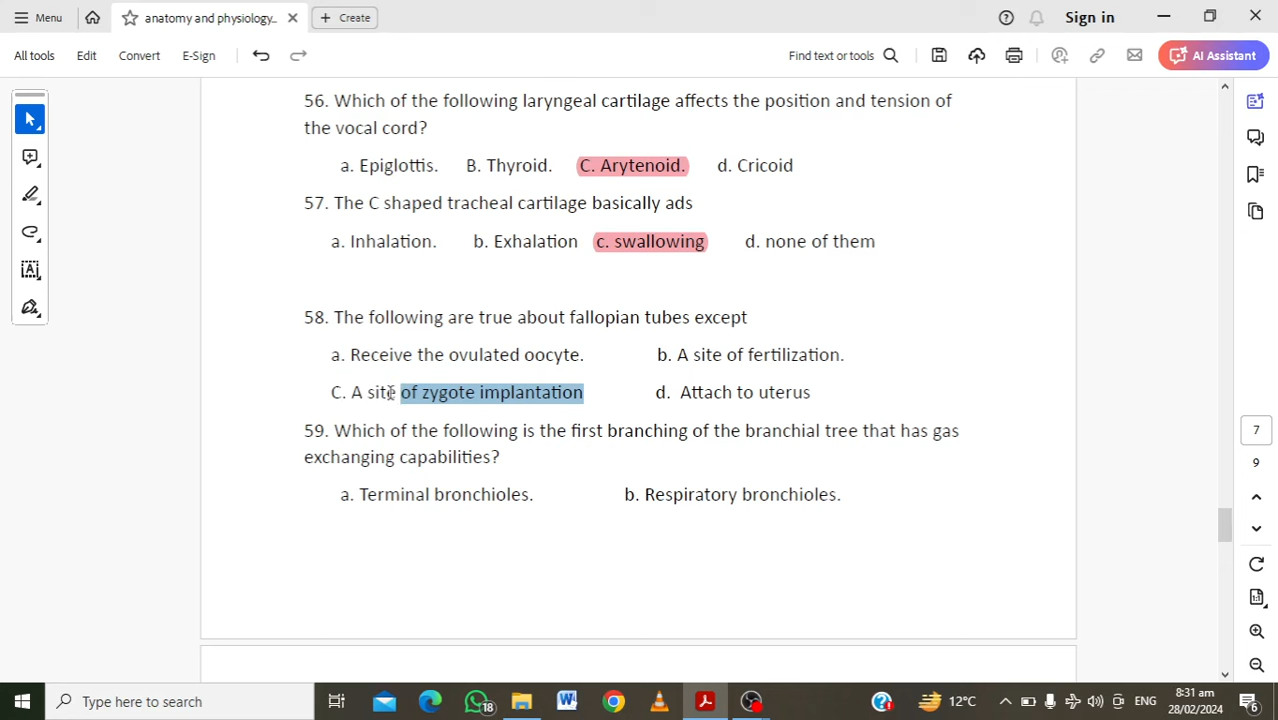 Menu
anatomy and physiology...
Create
Sign in
All tools
Edit
Convert
E-Sign
Find text or tools
AI Assistant
56. Which of the following laryngeal cartilage affects the position and tension of
the vocal cord?
a. Epiglottis. B. Thyroid. C. Arytenoid. d. Cricoid
57. The C shaped tracheal cartilage basically ads
a. Inhalation. b. Exhalation c. swallowing d. none of them
58. The following are true about fallopian tubes except
a. Receive the ovulated oocyte. b. A site of fertilization.
C. A site of zygote implantation d. Attach to uterus
59. Which of the following is the first branching of the branchial tree that has gas
exchanging capabilities?
a. Terminal bronchioles. b. Respiratory bronchioles.
7
9
1:1
Type here to search
18
12°C
ENG
8:31 am
28/02/2024
6